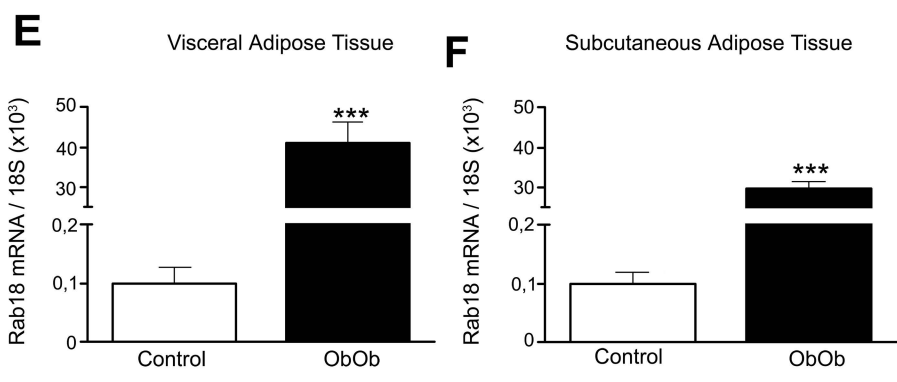 E
Visceral Adipose Tissue
Rab18 mRNA / 18S (x10³)
50
40
30
0,2
0,1
0
***
Control
ObOb
F
Subcutaneous Adipose Tissue
Rab18 mRNA / 18S (x10³)
50
40
30
0,2
0,1
0
***
Control
ObOb